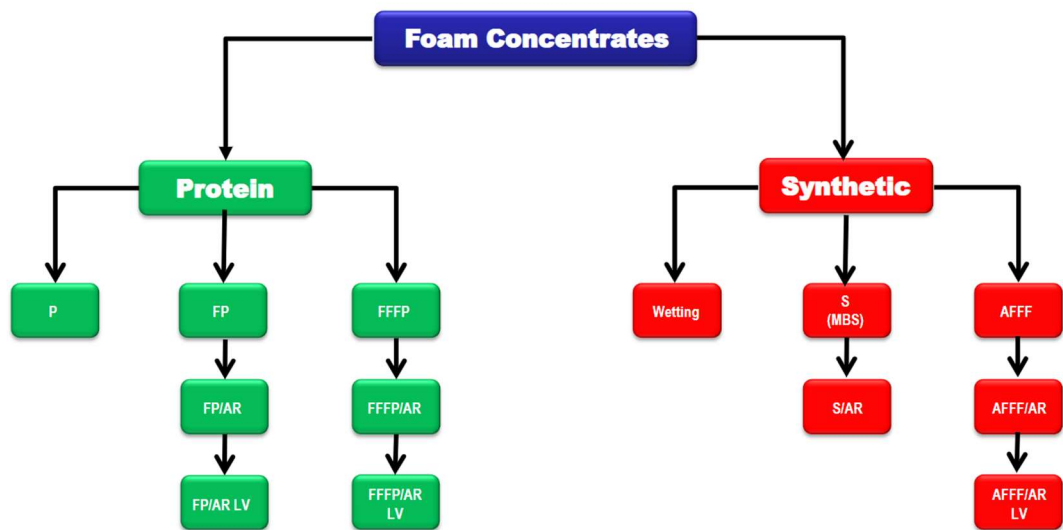 Foam Concentrates
Protein
Synthetic
P
FP
FFFP
Wetting
S
(MBS)
AFFF
FP/AR
FFFP/AR
S/AR
AFFF/AR
FP/AR LV
FFFP/AR
LV
AFFF/AR
LV